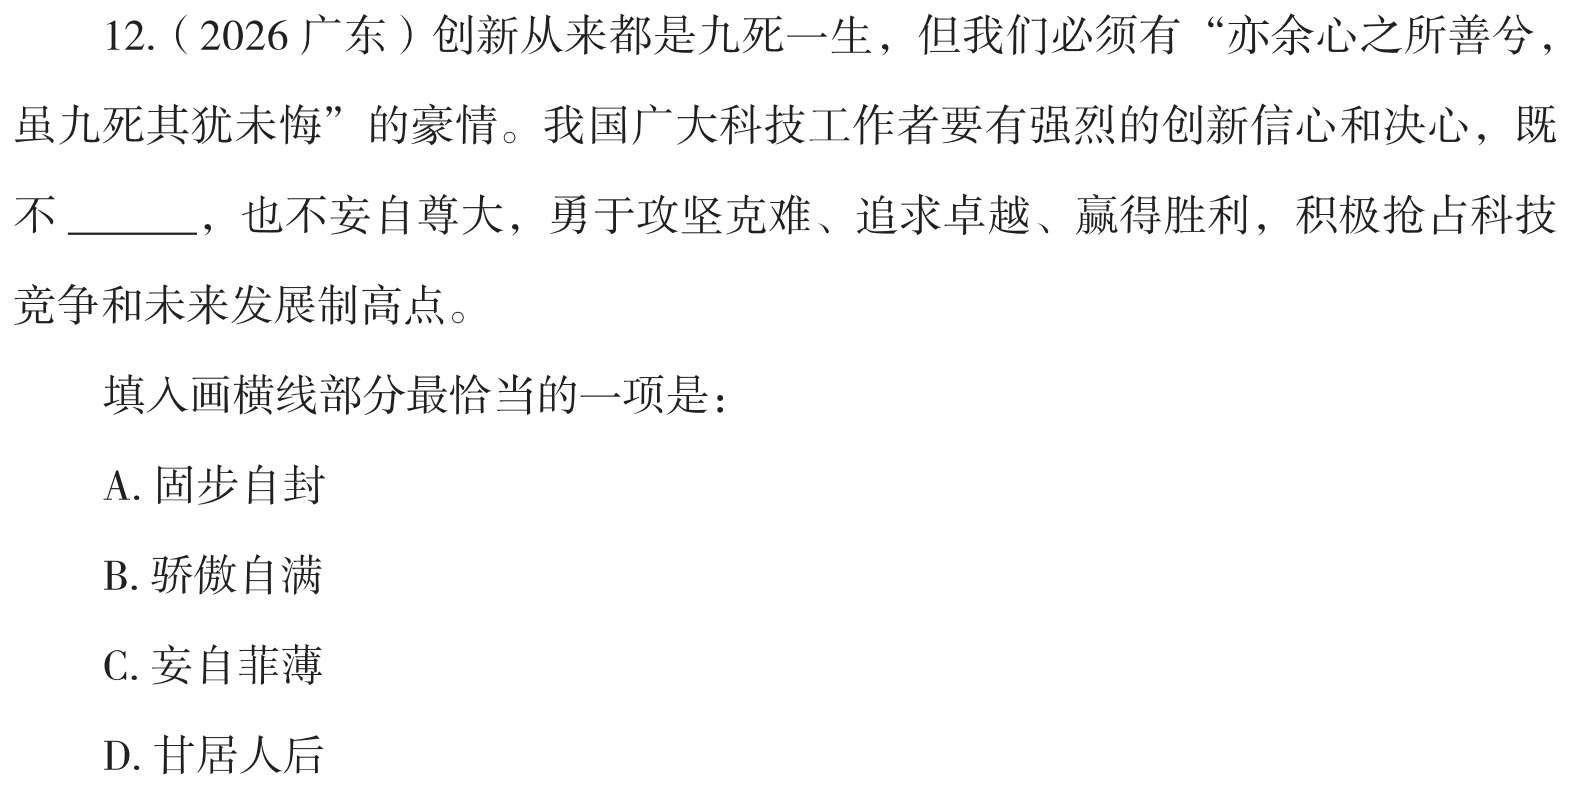 12.（2026 广东）创新从来都是九死一生，但我们必须有“亦余心之所善兮，
虽九死其犹未悔”的豪情。我国广大科技工作者要有强烈的创新信心和决心，既
不 ______，也不妄自尊大，勇于攻坚克难、追求卓越、赢得胜利，积极抢占科技
竞争和未来发展制高点。
填入画横线部分最恰当的一项是：
A. 固步自封
B. 骄傲自满
C. 妄自菲薄
D. 甘居人后